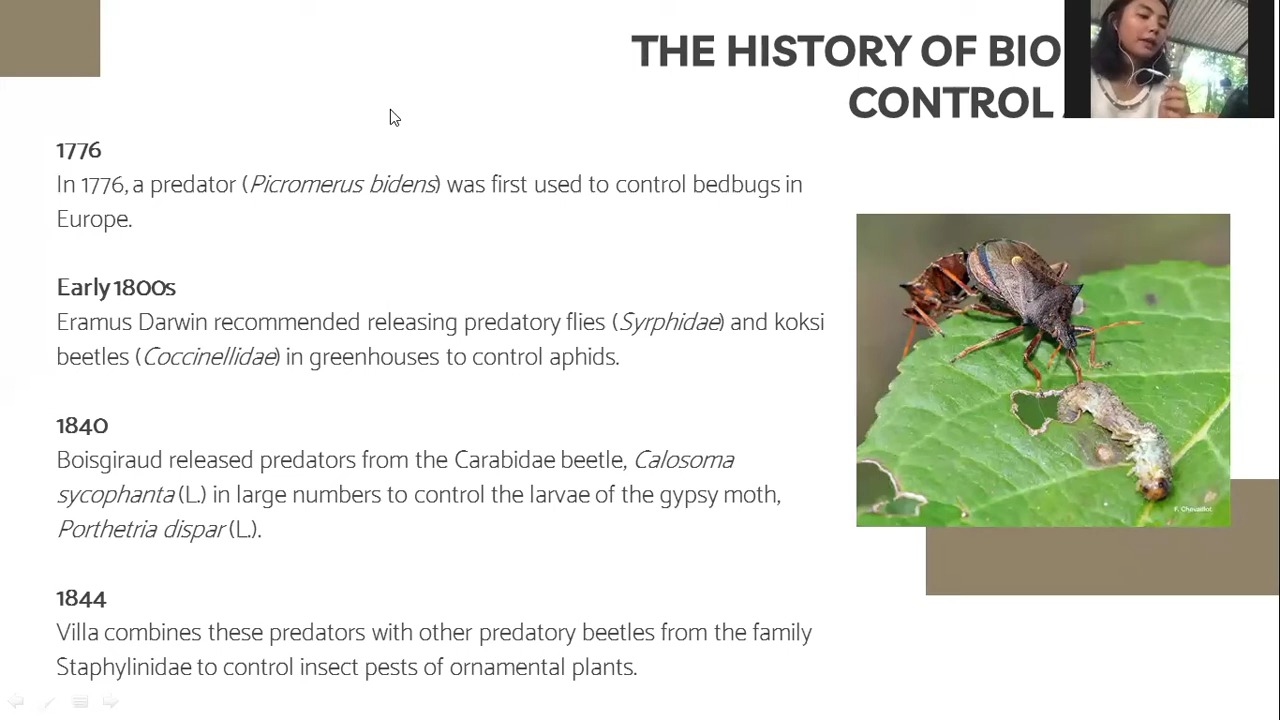 THE HISTORY OF BIO
CONTROL
1776
In 1776, a predator (Picromerus bidens) was first used to control bedbugs in
Europe.
Early 1800s
Eramus Darwin recommended releasing predatory flies (Syrphidae) and koksi
beetles (Coccinellidae) in greenhouses to control aphids.
1840
Boisgiraud released predators from the Carabidae beetle, Calosoma
sycophanta (L.) in large numbers to control the larvae of the gypsy moth,
Porthetria dispar (L.).
1844
Villa combines these predators with other predatory beetles from the family
Staphylinidae to control insect pests of ornamental plants.
F. Chevaillot